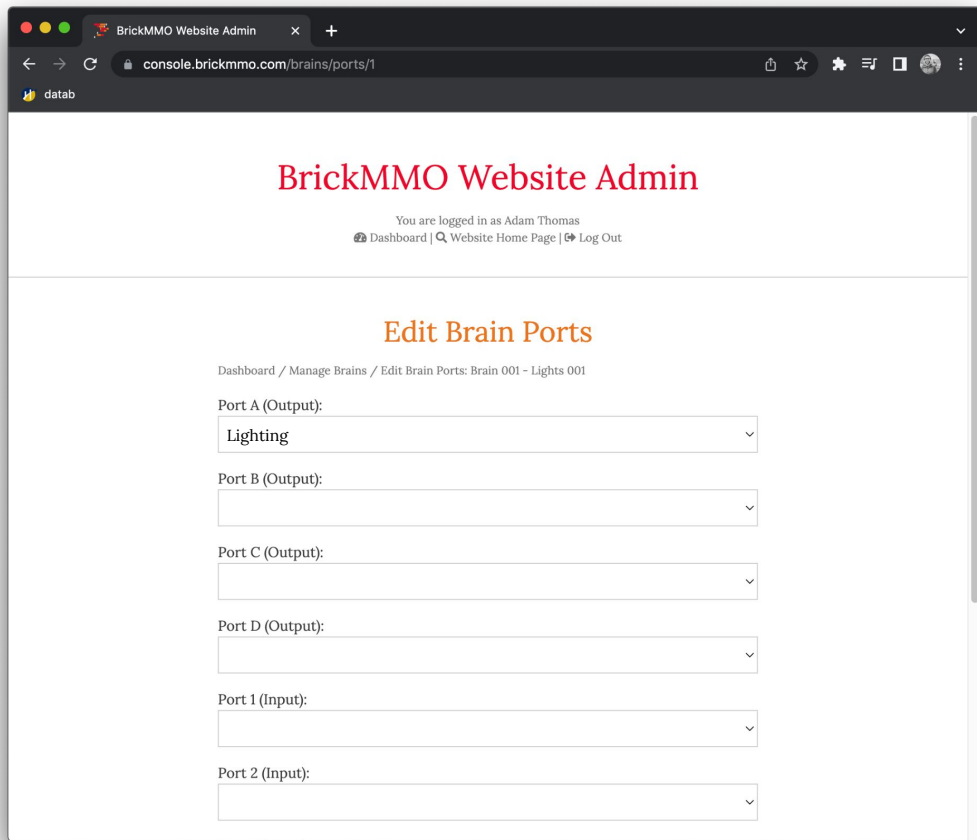 BrickMMO Website Admin
console.brickmmo.com/brains/ports/1
datab
BrickMMO Website Admin
You are logged in as Adam Thomas
Dashboard | Website Home Page | Log Out
Edit Brain Ports
Dashboard / Manage Brains / Edit Brain Ports: Brain 001 - Lights 001
Port A (Output):
Lighting
Port B (Output):
Port C (Output):
Port D (Output):
Port 1 (Input):
Port 2 (Input):